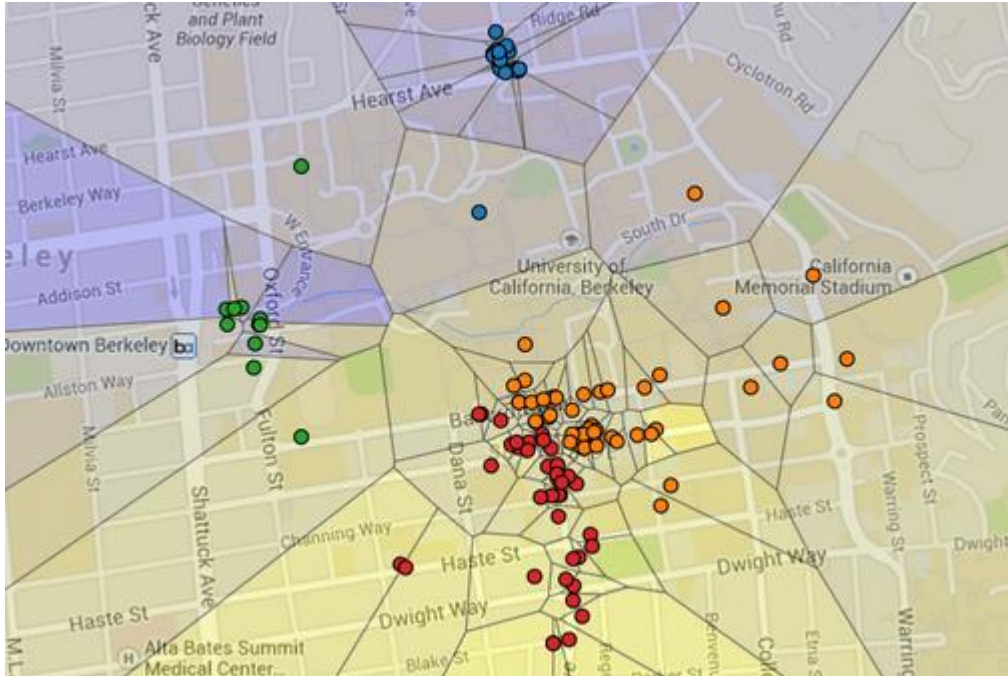 Genetics
and Plant
Biology Field
Ridge Rd
Milvia St
Cyclotron Rd
Hearst Ave
Hearst Ave
Berkeley Way
W Entrance
South Dr
eley
University of
California, Berkeley
California
Memorial Stadium
Addison St
Oxford St
Downtown Berkeley
Allston Way
Fulton St
Milvia St
Dana St
Prospect St
Shattuck Ave
Channing Way
Haste St
Warring St
Haste St
Dwight Way
Dwight
Haste St
Dwight Way
Alta Bates Summit
Medical Center...
Blake St
Etna S
Warring
M.L.
H